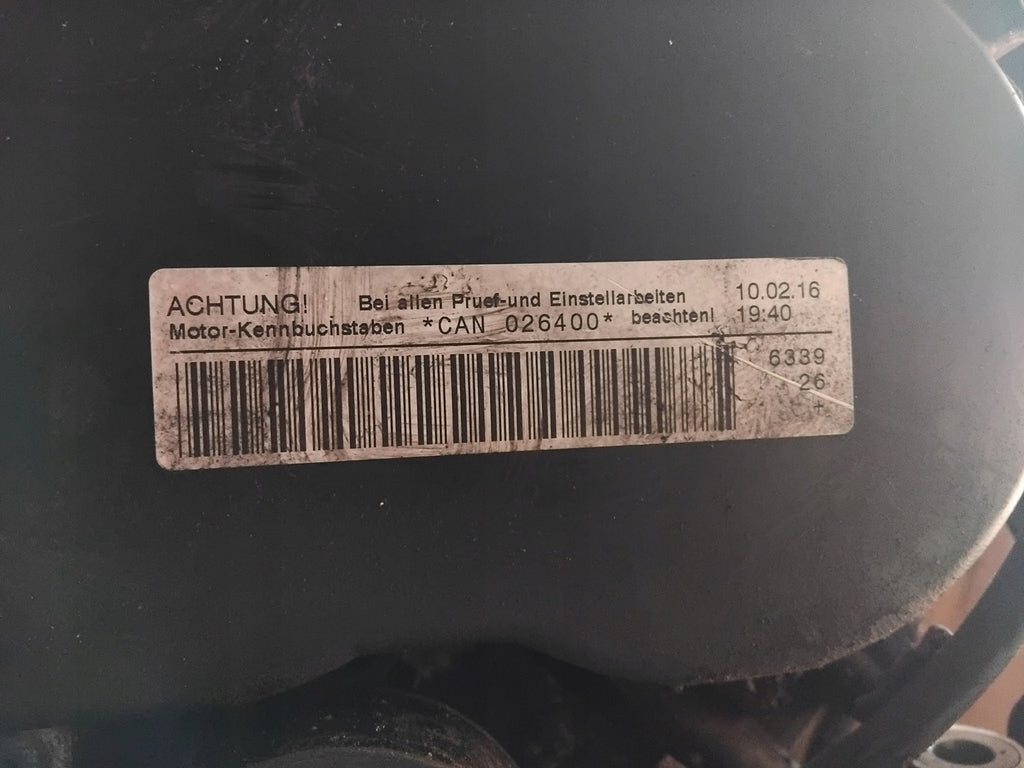 ACHTUNG! Bei allen Pruef-und Einstellarbeiten 10.02.16
Motor-Kennbuchstaben *CAN 026400* beachten! 19:40
6339
26
+